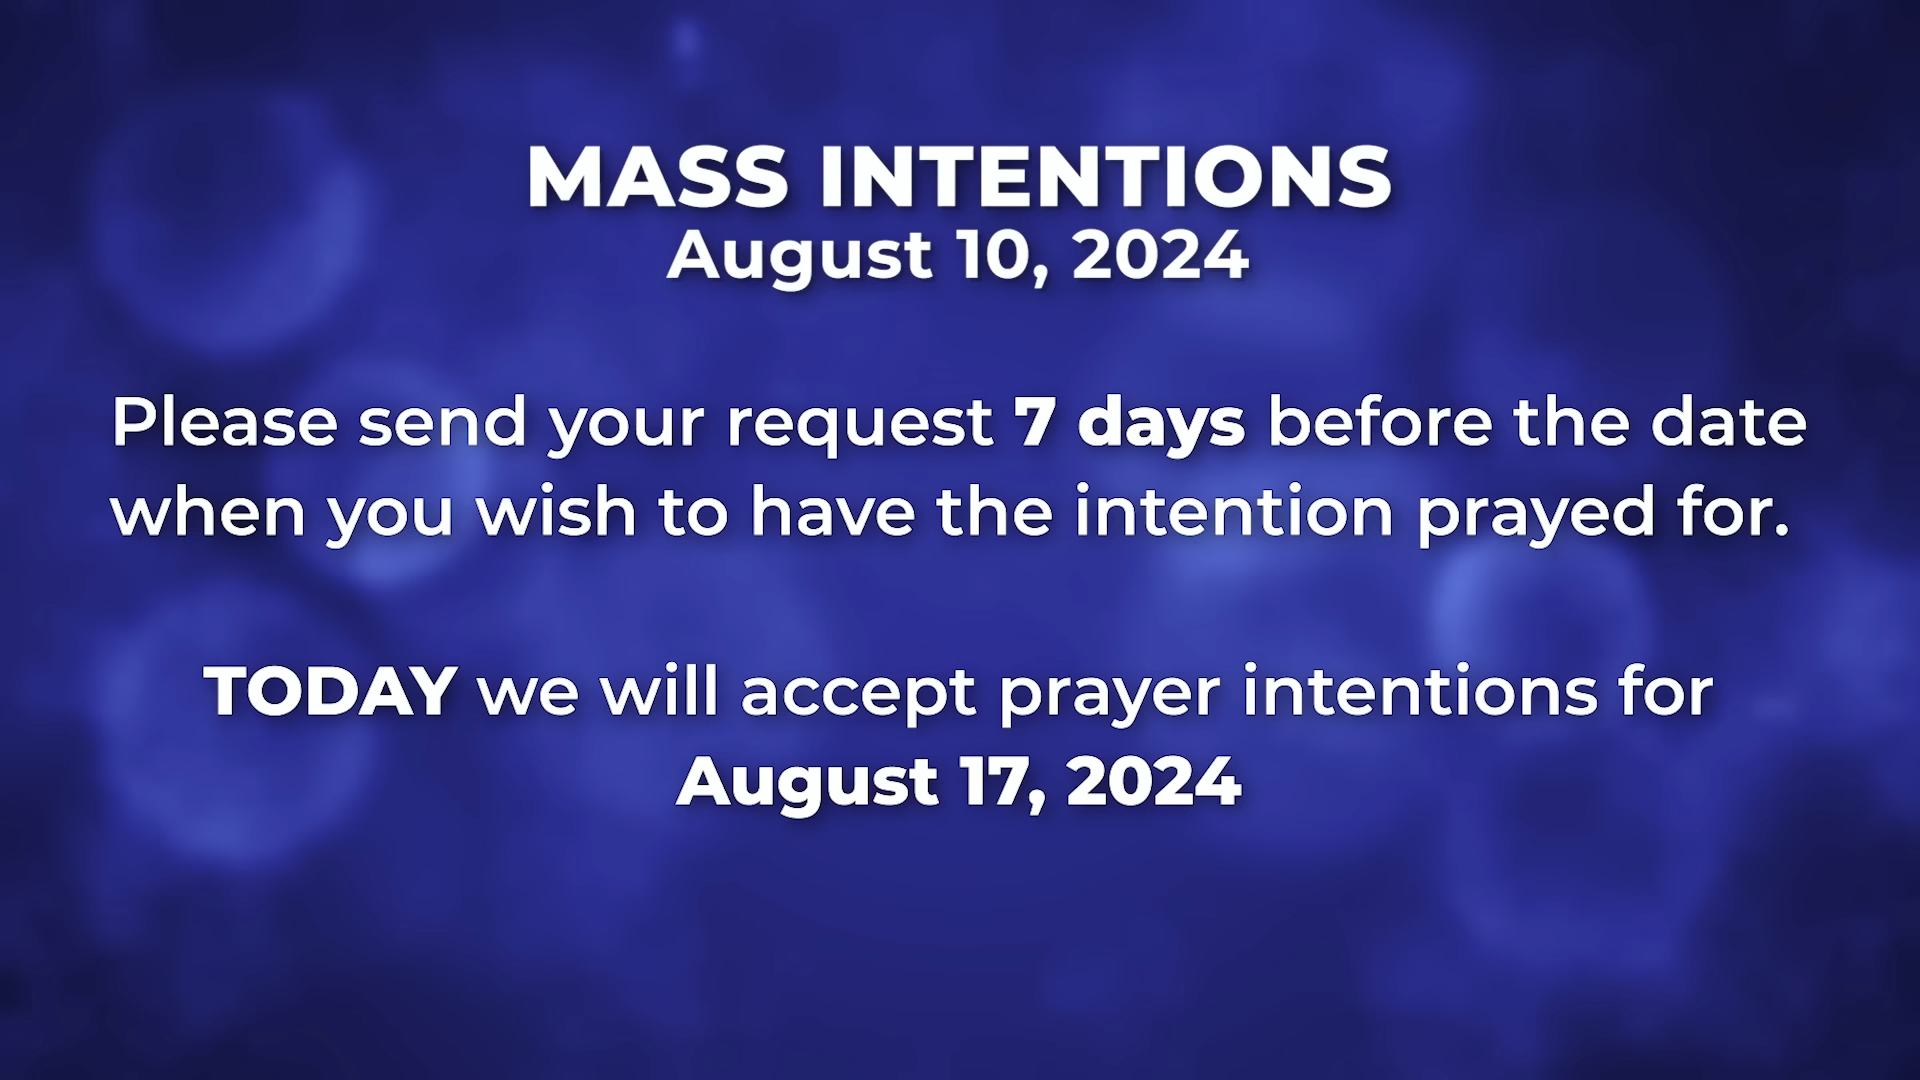 MASS INTENTIONS
August 10, 2024
Please send your request 7 days before the date
when you wish to have the intention prayed for.
TODAY we will accept prayer intentions for
August 17, 2024